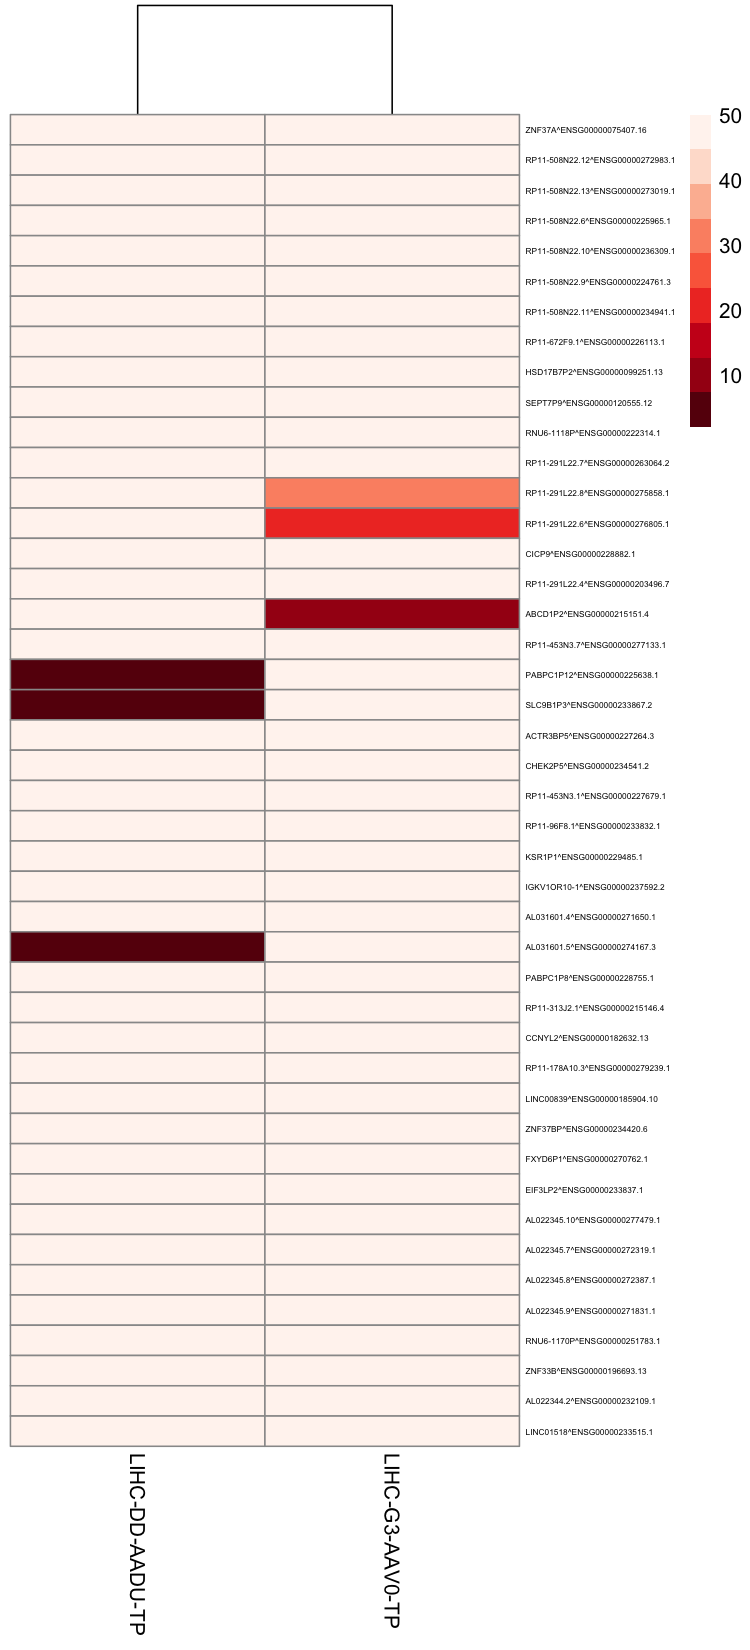 50
40
30
20
10
ZNF37A^ENSG00000075407.16
RP11-508N22.12^ENSG00000272983.1
RP11-508N22.13^ENSG00000273019.1
RP11-508N22.6^ENSG00000225965.1
RP11-508N22.10^ENSG00000236309.1
RP11-508N22.9^ENSG00000224761.3
RP11-508N22.11^ENSG00000234941.1
RP11-672F9.1^ENSG00000226113.1
HSD17B7P2^ENSG00000099251.13
SEPT7P9^ENSG00000120555.12
RNU6-1118P^ENSG00000222314.1
RP11-291L22.7^ENSG00000263064.2
RP11-291L22.8^ENSG00000275858.1
RP11-291L22.6^ENSG00000276805.1
CICP9^ENSG00000228882.1
RP11-291L22.4^ENSG00000203496.7
ABCD1P2^ENSG00000215151.4
RP11-453N3.7^ENSG00000277133.1
PABPC1P12^ENSG00000225638.1
SLC9B1P3^ENSG00000233867.2
ACTR3BP5^ENSG00000227264.3
CHEK2P5^ENSG00000234541.2
RP11-453N3.1^ENSG00000227679.1
RP11-96F8.1^ENSG00000233832.1
KSR1P1^ENSG00000229485.1
IGKV1OR10-1^ENSG00000237592.2
AL031601.4^ENSG00000271650.1
AL031601.5^ENSG00000274167.3
PABPC1P8^ENSG00000228755.1
RP11-313J2.1^ENSG00000215146.4
CCNYL2^ENSG00000182632.13
RP11-178A10.3^ENSG00000279239.1
LINC00839^ENSG00000185904.10
ZNF37BP^ENSG00000234420.6
FXYD6P1^ENSG00000270762.1
EIF3LP2^ENSG00000233837.1
AL022345.10^ENSG00000277479.1
AL022345.7^ENSG00000272319.1
AL022345.8^ENSG00000272387.1
AL022345.9^ENSG00000271831.1
RNU6-1170P^ENSG00000251783.1
ZNF33B^ENSG00000196693.13
AL022344.2^ENSG00000232109.1
LINC01518^ENSG00000233515.1
LIHC-DD-AADU-TP
LIHC-G3-AAV0-TP